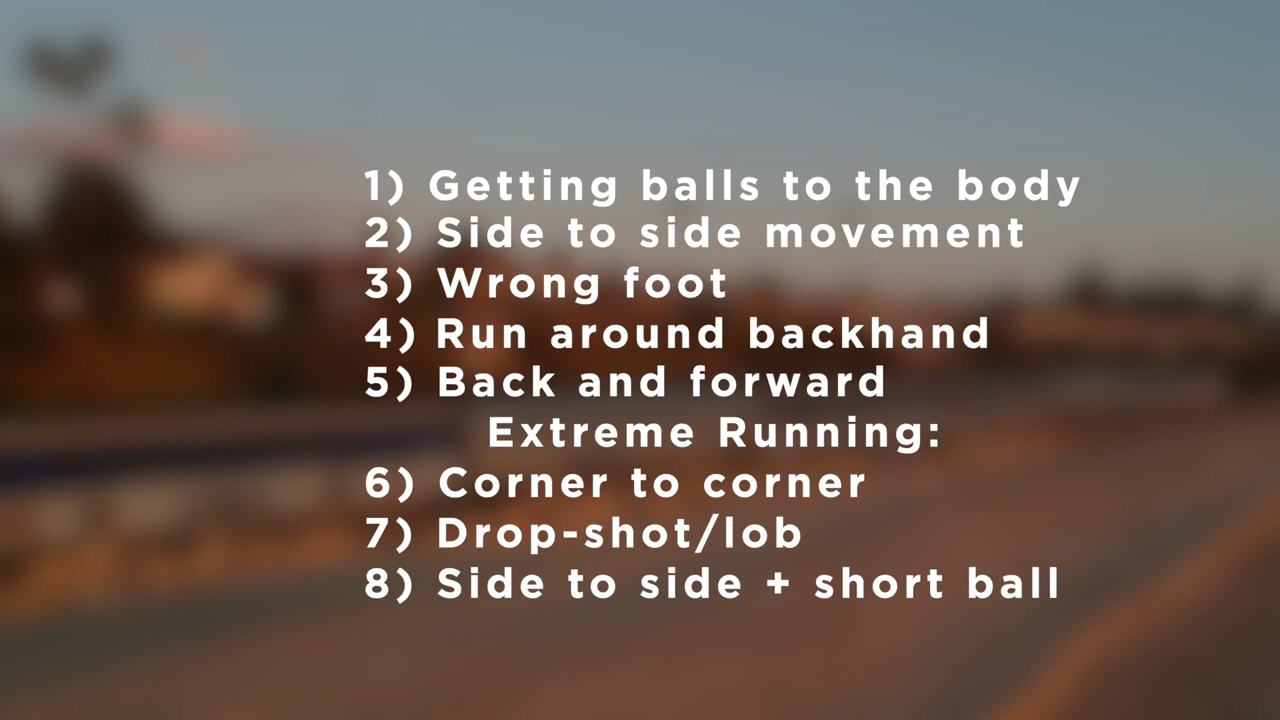 1) Getting balls to the body
2) Side to side movement
3) Wrong foot
4) Run around backhand
5) Back and forward
Extreme Running:
6) Corner to corner
7) Drop-shot/lob
8) Side to side + short ball